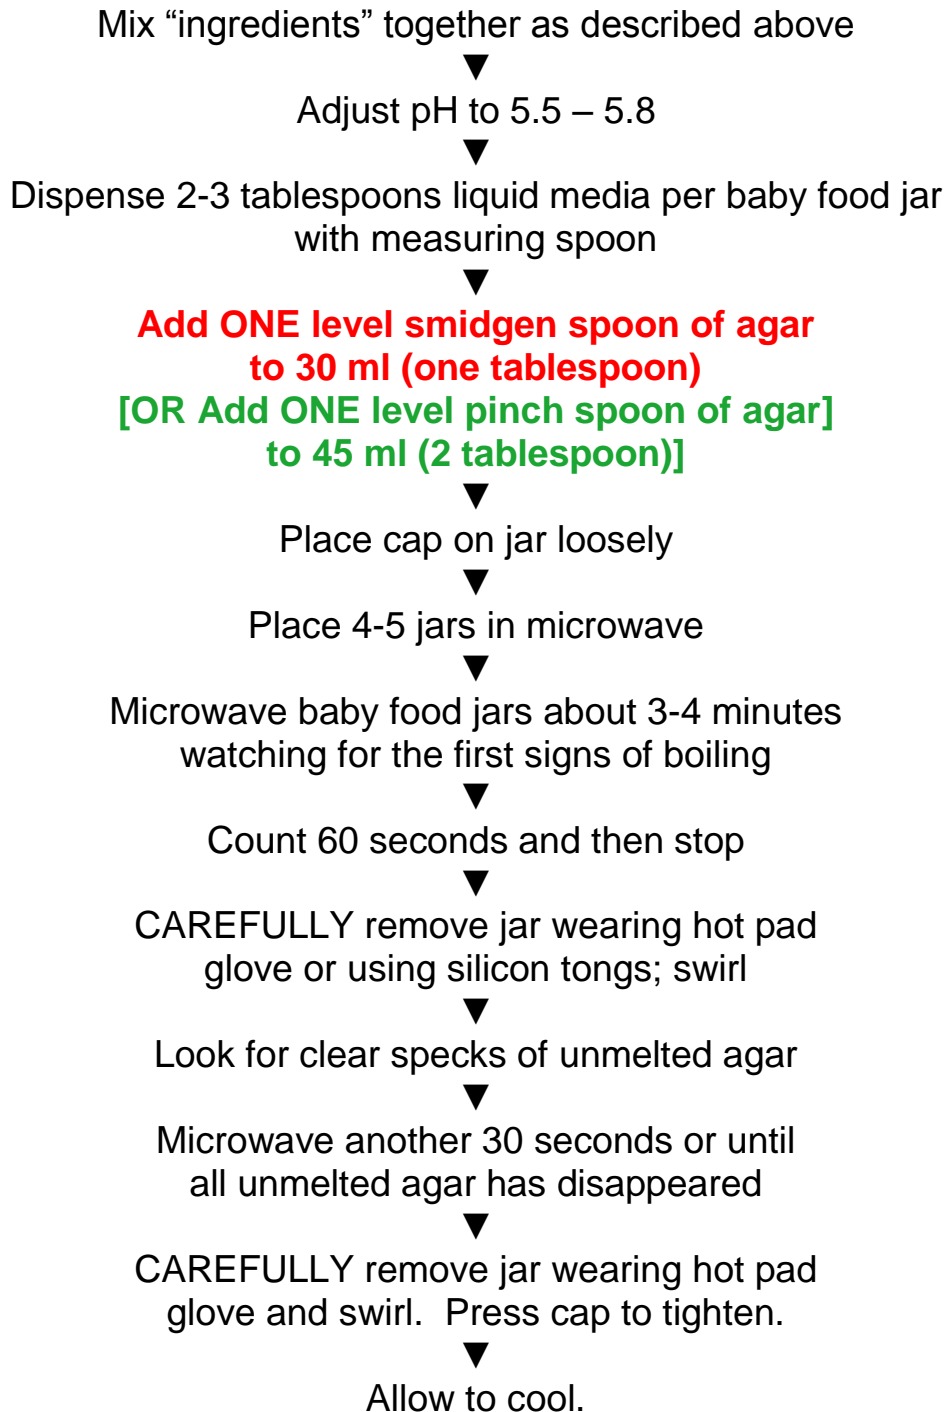 Mix “ingredients” together as described above
▼
Adjust pH to 5.5 – 5.8
▼
Dispense 2-3 tablespoons liquid media per baby food jar
with measuring spoon
▼
Add ONE level smidgen spoon of agar
to 30 ml (one tablespoon)
[OR Add ONE level pinch spoon of agar]
to 45 ml (2 tablespoon)]
▼
Place cap on jar loosely
▼
Place 4-5 jars in microwave
▼
Microwave baby food jars about 3-4 minutes
watching for the first signs of boiling
▼
Count 60 seconds and then stop
▼
CAREFULLY remove jar wearing hot pad
glove or using silicon tongs; swirl
▼
Look for clear specks of unmelted agar
▼
Microwave another 30 seconds or until
all unmelted agar has disappeared
▼
CAREFULLY remove jar wearing hot pad
glove and swirl.  Press cap to tighten.
▼
Allow to cool.